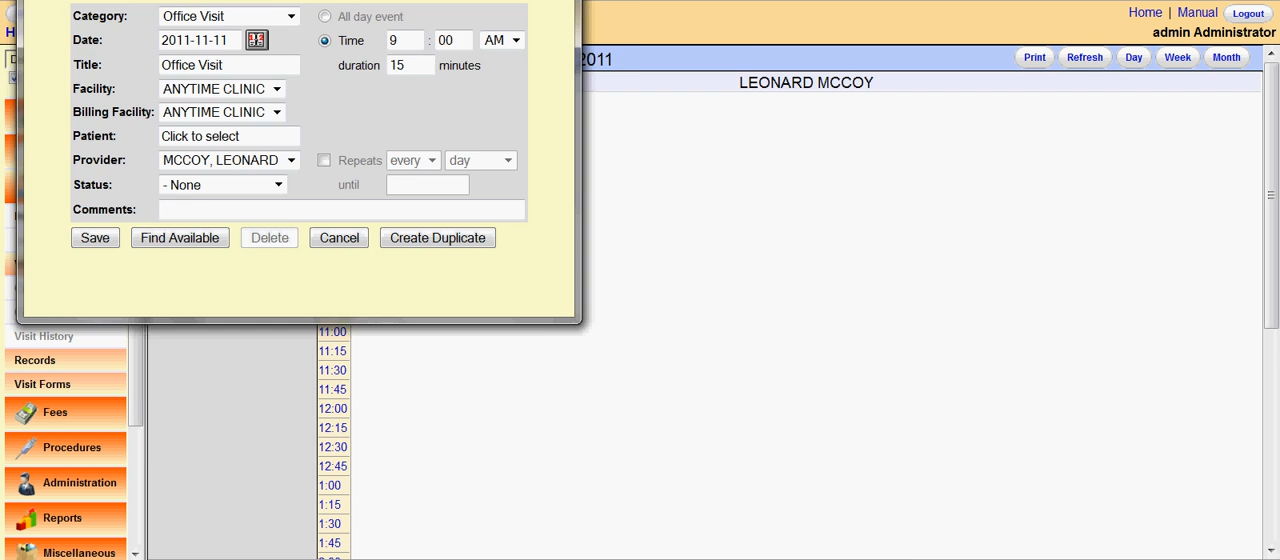 Category: Office Visit All day event
Home | Manual Logout
Date: 2011-11-11 Time 9 : 00 AM
admin Administrator
Title: Office Visit duration 15 minutes
2011 Print Refresh Day Week Month
Facility: ANYTIME CLINIC
LEONARD MCCOY
Billing Facility: ANYTIME CLINIC
Patient: Click to select
Provider: MCCOY, LEONARD Repeats every day
Status: - None until
Comments:
Save Find Available Delete Cancel Create Duplicate
11:00
Visit History
11:15
Records
11:30
Visit Forms
11:45
Fees
12:00
12:15
Procedures
12:30
12:45
Administration
1:00
1:15
Reports
1:30
1:45
Miscellaneous